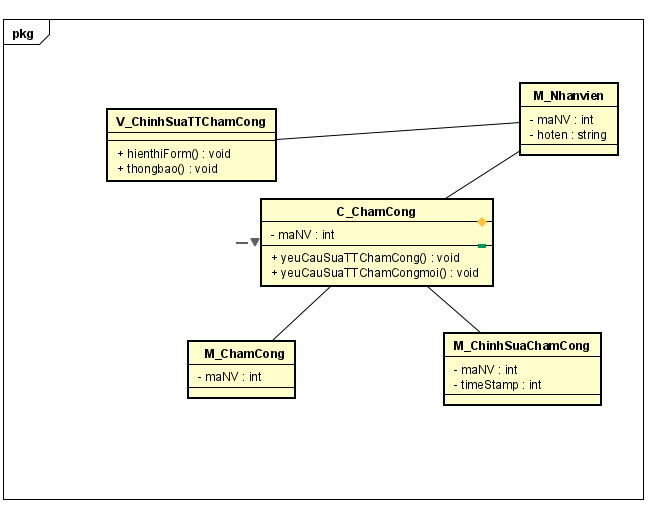 pkg
M_Nhanvien
- maNV : int
- hoten : string
V_ChinhSuaTTChamCong
+ hienthiForm() : void
+ thongbao() : void
C_ChamCong
- maNV : int
+ yeuCauSuaTTChamCong() : void
+ yeuCauSuaTTChamCongmoi() : void
M_ChamCong
- maNV : int
M_ChinhSuaChamCong
- maNV : int
- timeStamp : int